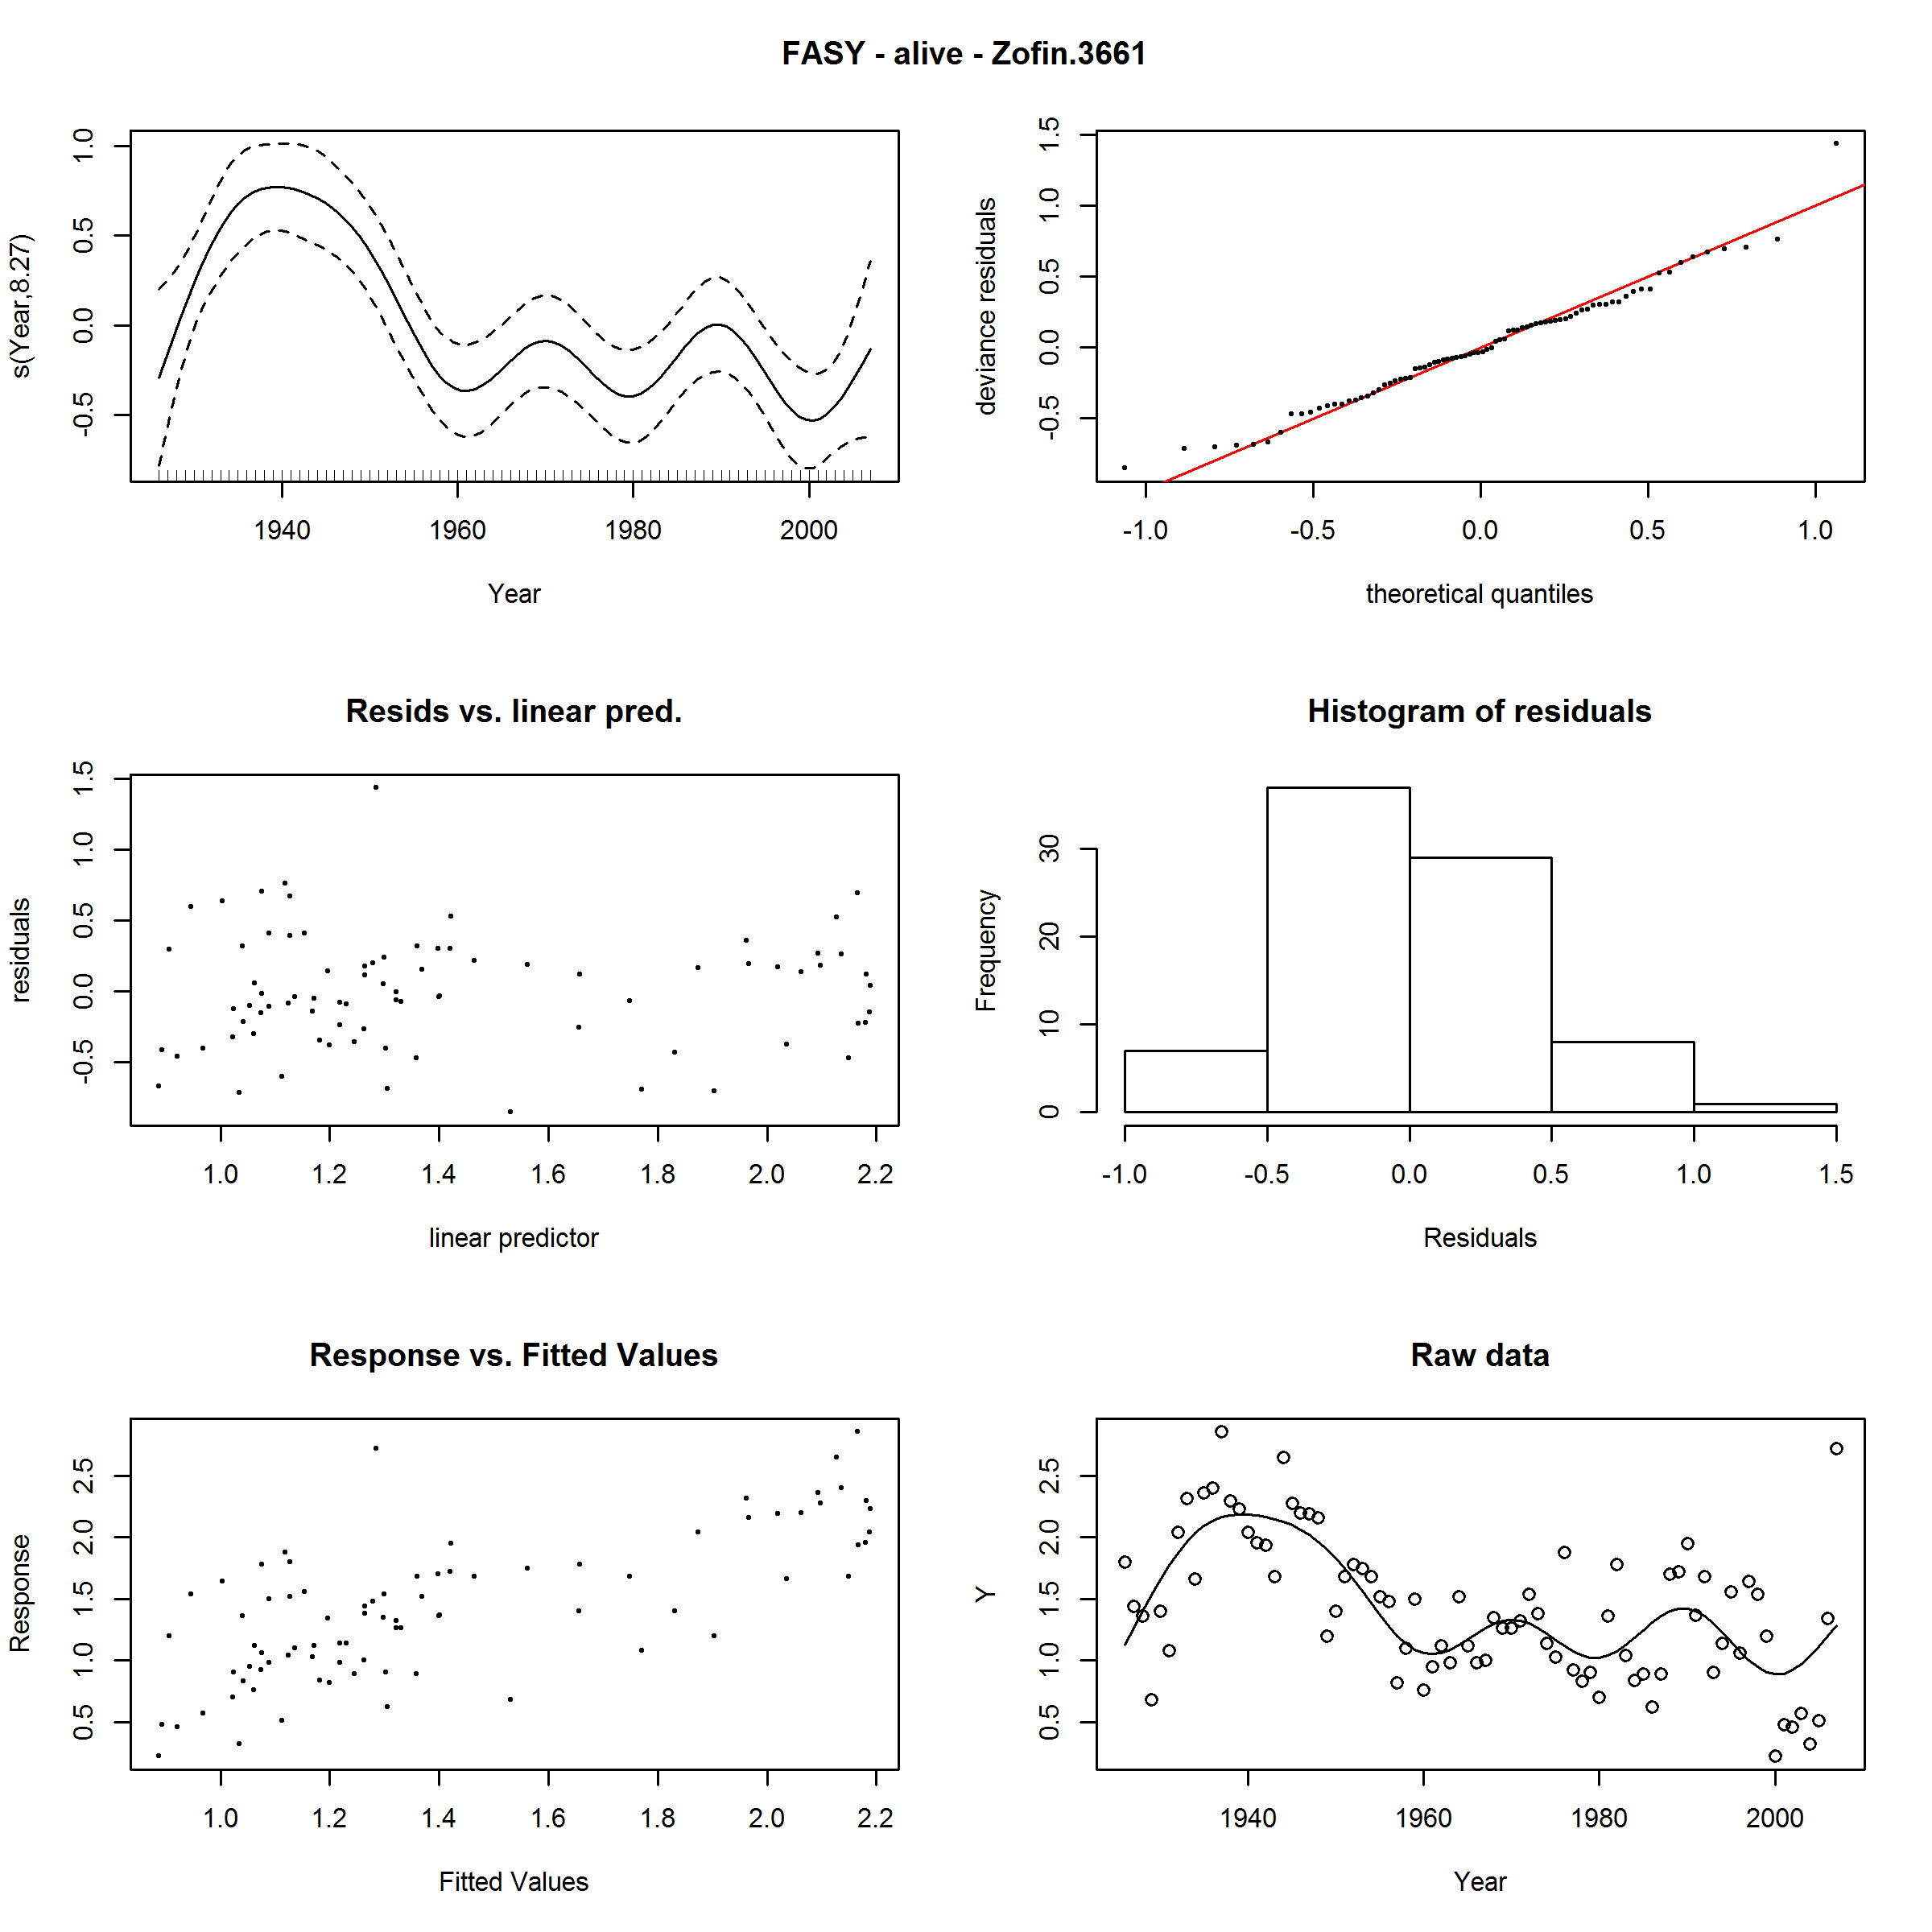 FASY - alive - Zofin.3661
s(Year,8.27)
-0.5 0.0 0.5 1.0
1940 1960 1980 2000
Year
deviance residuals
-0.5 0.0 0.5 1.0 1.5
-1.0 -0.5 0.0 0.5 1.0
theoretical quantiles
Resids vs. linear pred.
residuals
-0.5 0.0 0.5 1.0 1.5
1.0 1.2 1.4 1.6 1.8 2.0 2.2
linear predictor
Histogram of residuals
Frequency
0 10 20 30
-1.0 -0.5 0.0 0.5 1.0 1.5
Residuals
Response vs. Fitted Values
Response
0.5 1.0 1.5 2.0 2.5
1.0 1.2 1.4 1.6 1.8 2.0 2.2
Fitted Values
Raw data
Y
0.5 1.0 1.5 2.0 2.5
1940 1960 1980 2000
Year